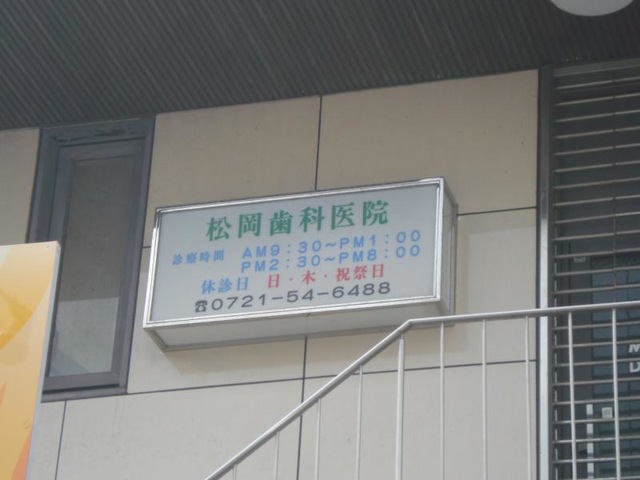 松岡歯科医院
診療時間 AM9:30～PM1:00
PM2:30～PM8:00
休診日 日・木・祝祭日
☎0721-54-6488